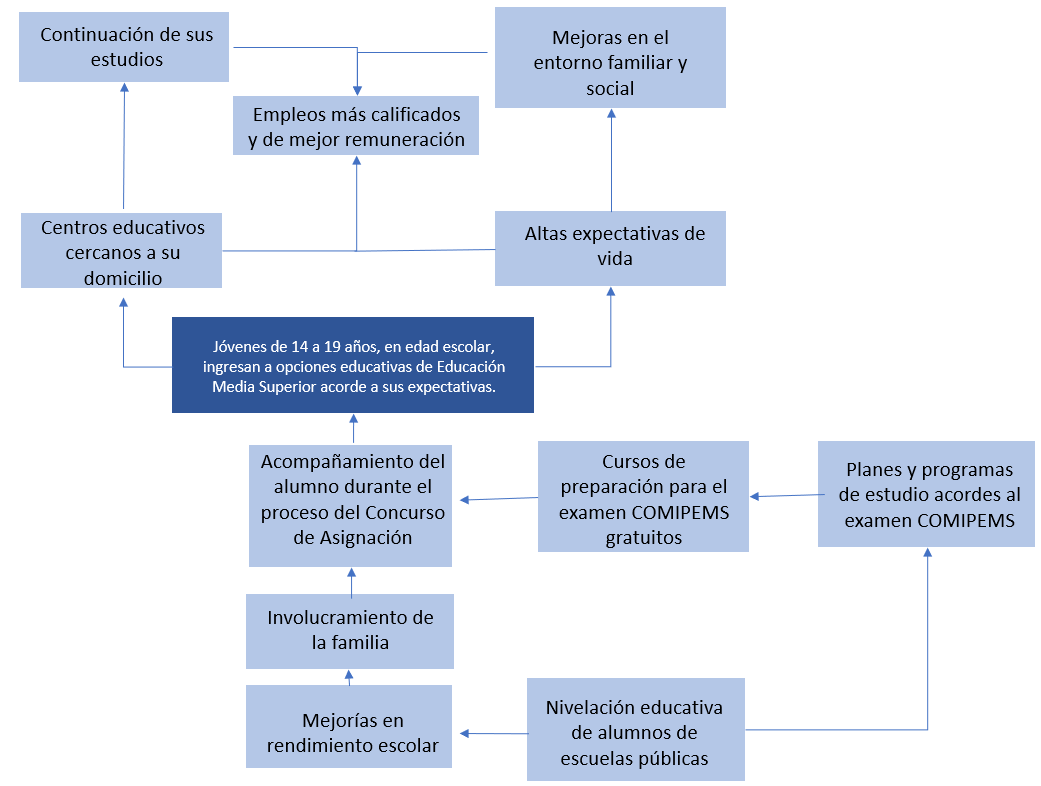 Continuación de sus
estudios
Mejoras en el
entorno familiar y
social
Empleos más calificados
y de mejor remuneración
Centros educativos
cercanos a su
domicilio
Altas expectativas de
vida
Jóvenes de 14 a 19 años, en edad escolar,
ingresan a opciones educativas de Educación
Media Superior acorde a sus expectativas.
Acompañamiento del
alumno durante el
proceso del Concurso
de Asignación
Cursos de
preparación para el
examen COMIPEMS
gratuitos
Planes y programas
de estudio acordes al
examen COMIPEMS
Involucramiento de
la familia
Mejorías en
rendimiento escolar
Nivelación educativa
de alumnos de
escuelas públicas